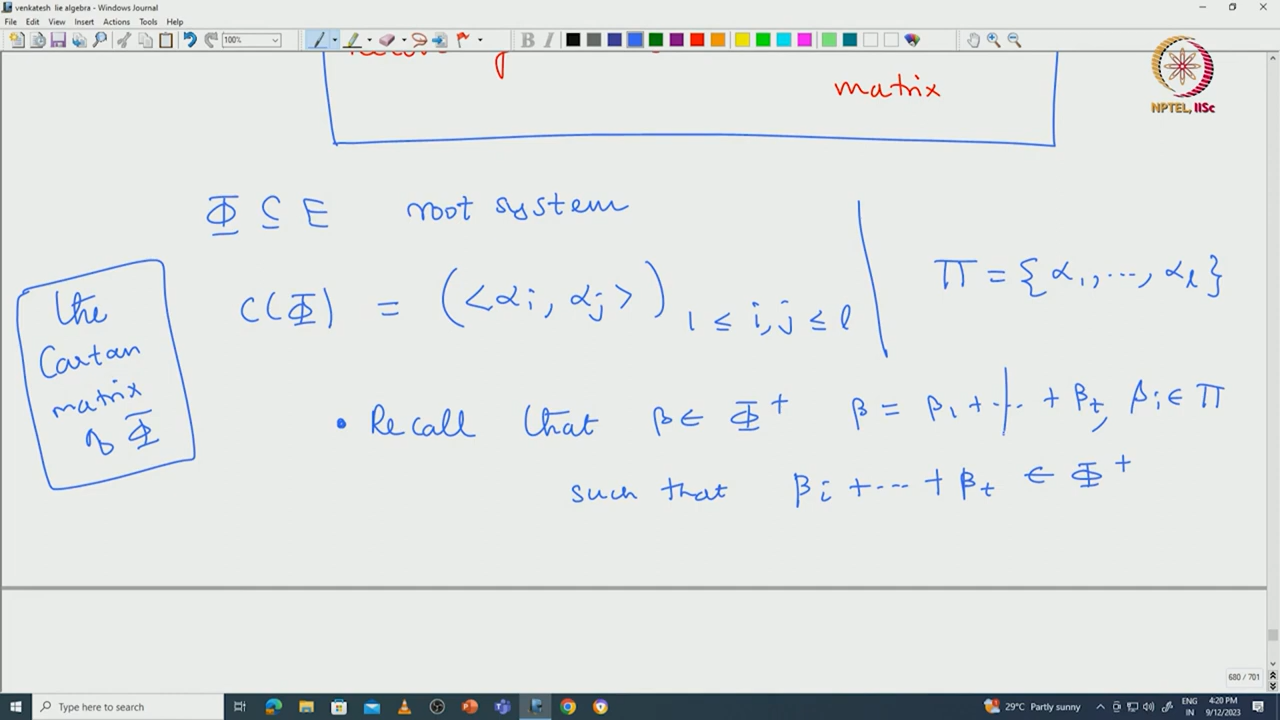 venkatesh lie algebra - Windows Journal
File Edit View Insert Actions Tools Help
100%
NPTEL, IISc
matrix
Φ ⊆ E root system
Π = {α₁, ..., αℓ}
C(Φ) = (<αi, αj>) 1 ≤ i, j ≤ ℓ
the
Cartan
matrix
of Φ
• Recall that β ∈ Φ⁺ β = β₁ + ... + βt, βi ∈ Π
such that βi + ... + βt ∈ Φ⁺
680 / 701
Type here to search
29°C Partly sunny
ENG
IN
4:20 PM
9/12/2023